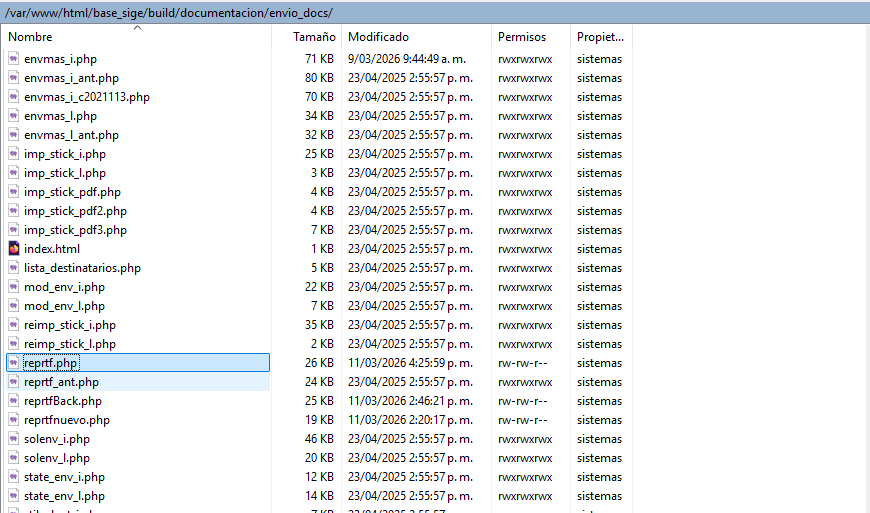 /var/www/html/base_sige/build/documentacion/envio_docs/
Nombre Tamaño Modificado Permisos Propiet...
envmas_i.php 71 KB 9/03/2026 9:44:49 a. m. rwxrwxrwx sistemas
envmas_i_ant.php 80 KB 23/04/2025 2:55:57 p. m. rwxrwxrwx sistemas
envmas_i_c2021113.php 70 KB 23/04/2025 2:55:57 p. m. rwxrwxrwx sistemas
envmas_l.php 34 KB 23/04/2025 2:55:57 p. m. rwxrwxrwx sistemas
envmas_l_ant.php 32 KB 23/04/2025 2:55:57 p. m. rwxrwxrwx sistemas
imp_stick_i.php 25 KB 23/04/2025 2:55:57 p. m. rwxrwxrwx sistemas
imp_stick_l.php 3 KB 23/04/2025 2:55:57 p. m. rwxrwxrwx sistemas
imp_stick_pdf.php 4 KB 23/04/2025 2:55:57 p. m. rwxrwxrwx sistemas
imp_stick_pdf2.php 4 KB 23/04/2025 2:55:57 p. m. rwxrwxrwx sistemas
imp_stick_pdf3.php 7 KB 23/04/2025 2:55:57 p. m. rwxrwxrwx sistemas
index.html 1 KB 23/04/2025 2:55:57 p. m. rwxrwxrwx sistemas
lista_destinatarios.php 5 KB 23/04/2025 2:55:57 p. m. rwxrwxrwx sistemas
mod_env_i.php 22 KB 23/04/2025 2:55:57 p. m. rwxrwxrwx sistemas
mod_env_l.php 7 KB 23/04/2025 2:55:57 p. m. rwxrwxrwx sistemas
reimp_stick_i.php 35 KB 23/04/2025 2:55:57 p. m. rwxrwxrwx sistemas
reimp_stick_l.php 2 KB 23/04/2025 2:55:57 p. m. rwxrwxrwx sistemas
reprtf.php 26 KB 11/03/2026 4:25:59 p. m. rw-rw-r-- sistemas
reprtf_ant.php 24 KB 23/04/2025 2:55:57 p. m. rwxrwxrwx sistemas
reprtfBack.php 25 KB 11/03/2026 2:46:21 p. m. rw-rw-r-- sistemas
reprtfnuevo.php 19 KB 11/03/2026 2:20:17 p. m. rw-rw-r-- sistemas
solenv_i.php 46 KB 23/04/2025 2:55:57 p. m. rwxrwxrwx sistemas
solenv_l.php 20 KB 23/04/2025 2:55:57 p. m. rwxrwxrwx sistemas
state_env_i.php 12 KB 23/04/2025 2:55:57 p. m. rwxrwxrwx sistemas
state_env_l.php 14 KB 23/04/2025 2:55:57 p. m. rwxrwxrwx sistemas